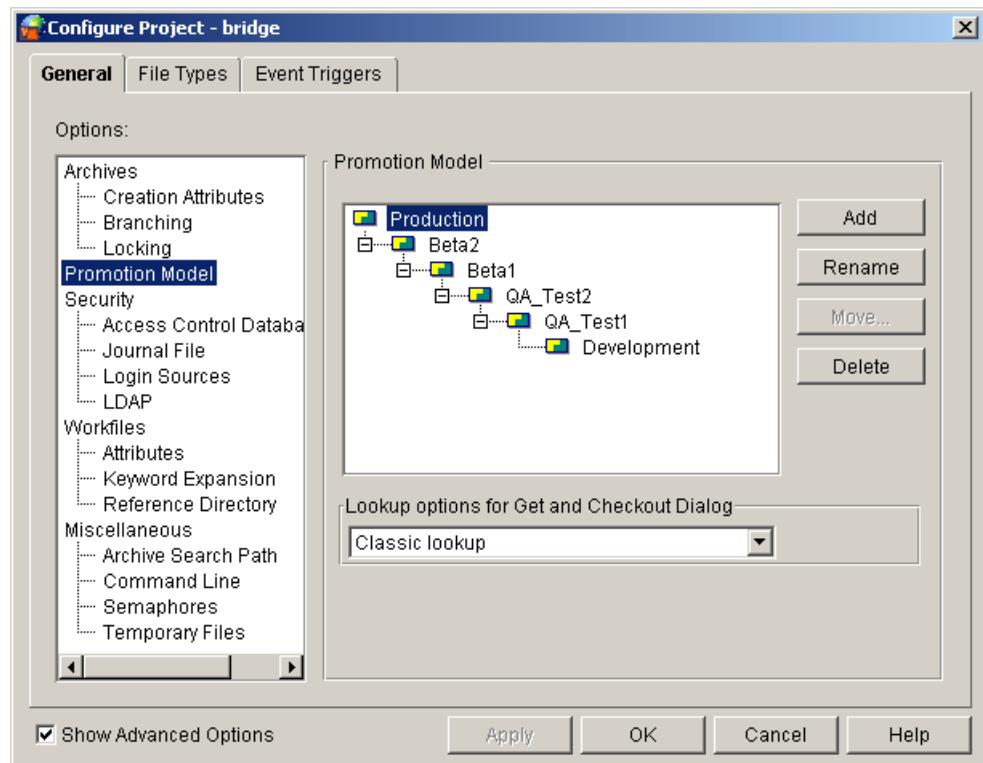 Configure Project - bridge
General
File Types
Event Triggers
Options:
Archives
Creation Attributes
Branching
Locking
Promotion Model
Security
Access Control Databa
Journal File
Login Sources
LDAP
Workfiles
Attributes
Keyword Expansion
Reference Directory
Miscellaneous
Archive Search Path
Command Line
Semaphores
Temporary Files
Promotion Model
Production
Beta2
Beta1
QA_Test2
QA_Test1
Development
Add
Rename
Move...
Delete
Lookup options for Get and Checkout Dialog
Classic lookup
Show Advanced Options
Apply
OK
Cancel
Help